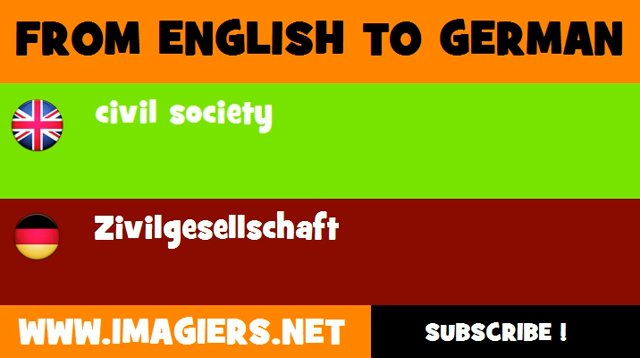 FROM ENGLISH TO GERMAN
civil society
Zivilgesellschaft
WWW.IMAGIERS.NET
SUBSCRIBE !